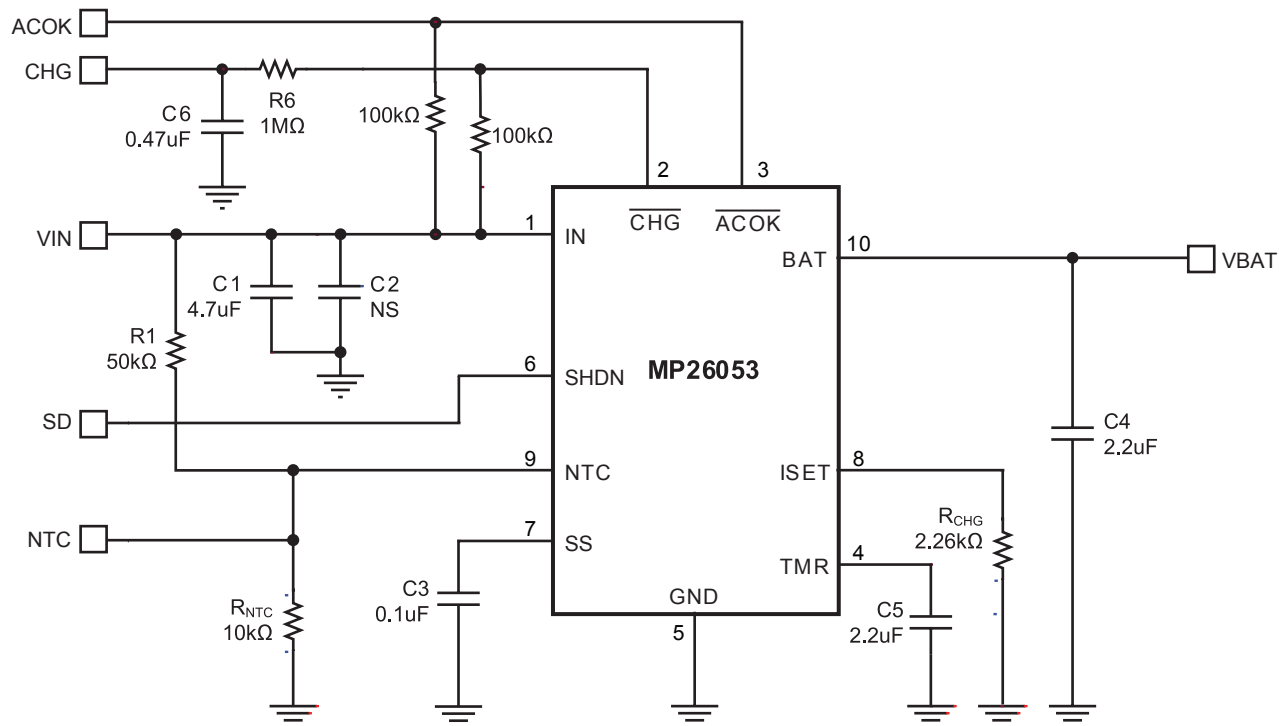 ACOK
CHG
C6
0.47uF
R6
1MΩ
100kΩ
100kΩ
2
3
VIN
1
IN
CHG
ACOK
10
BAT
VBAT
C1
4.7uF
C2
NS
R1
50kΩ
6
SHDN
MP26053
SD
C4
2.2uF
9
NTC
8
ISET
NTC
7
SS
RCHG
2.26kΩ
4
TMR
C3
0.1uF
RNTC
10kΩ
GND
5
C5
2.2uF